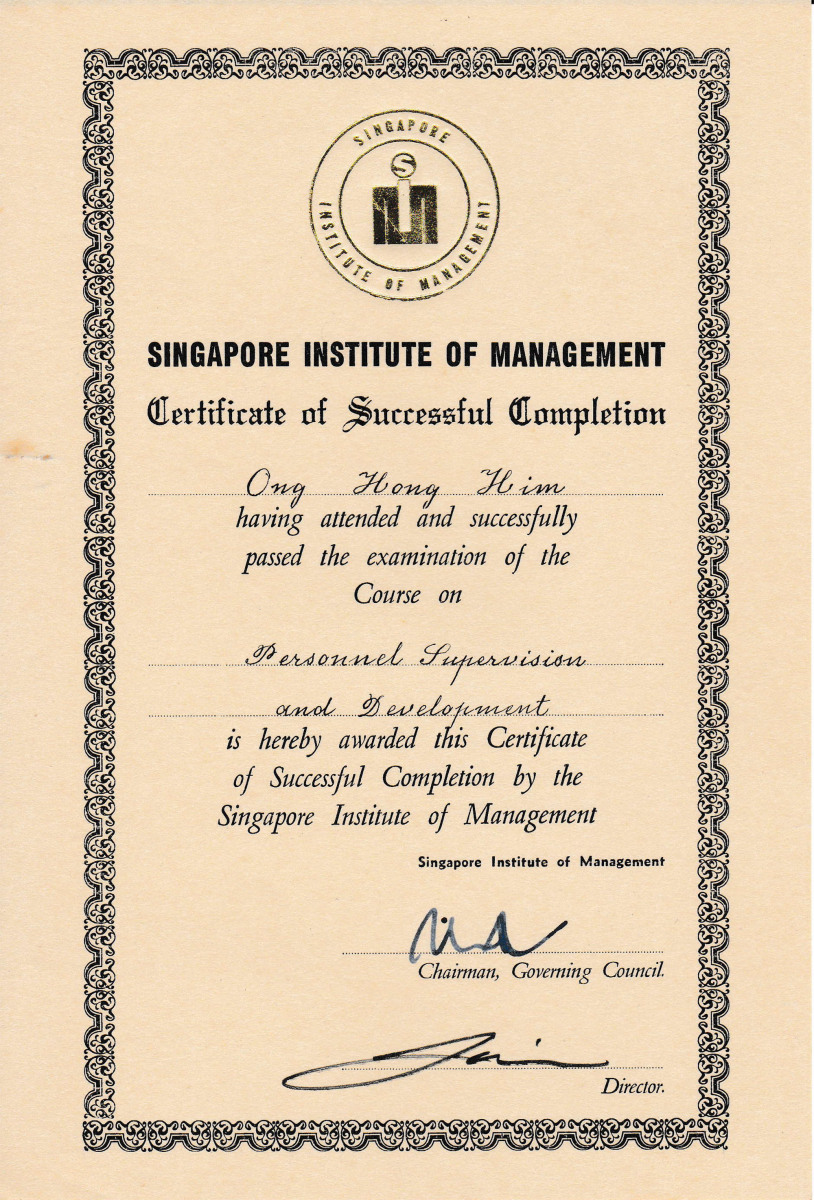 SINGAPORE
INSTITUTE OF MANAGEMENT
S
SINGAPORE INSTITUTE OF MANAGEMENT
Certificate of Successful Completion
Ong Hong Him
having attended and successfully
passed the examination of the
Course on
Personnel Supervision
and Development
is hereby awarded this Certificate
of Successful Completion by the
Singapore Institute of Management
Singapore Institute of Management
Chairman, Governing Council.
Director.